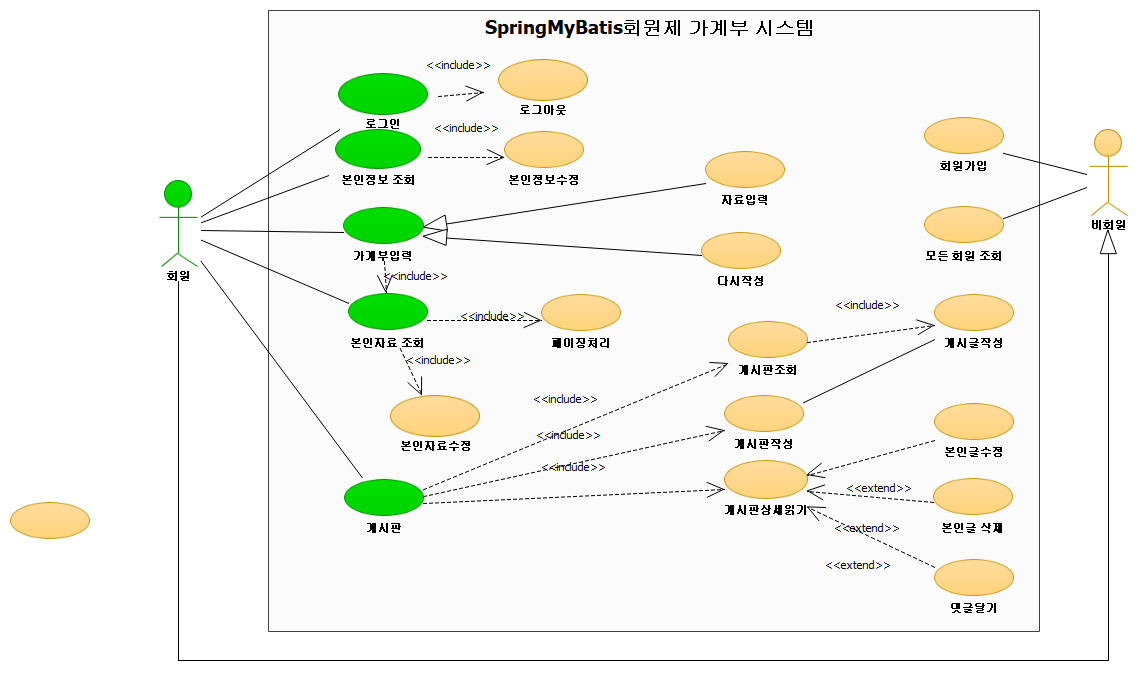 SpringMyBatis회원제 가계부 시스템
<<include>>
로그인
로그아웃
<<include>>
본인정보 조회
본인정보수정
회원가입
자료입력
비회원
회원
가계부입력
모든 회원 조회
<<include>>
다시작성
<<include>>
본인자료 조회
페이징처리
<<include>>
게시글작성
<<include>>
게시판조회
<<include>>
본인자료수정
<<include>>
게시판작성
본인글수정
<<include>>
게시판상세읽기
<<extend>>
게시판
<<extend>>
본인글 삭제
<<extend>>
댓글달기